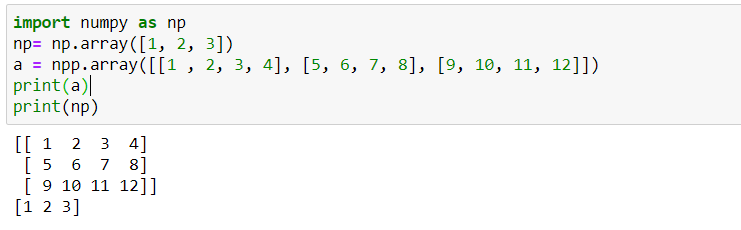 import numpy as np
np= np.array([1, 2, 3])
a = npp.array([[1 , 2, 3, 4], [5, 6, 7, 8], [9, 10, 11, 12]])
print(a)
print(np)
[[ 1  2  3  4]
 [ 5  6  7  8]
 [ 9 10 11 12]]
[1 2 3]